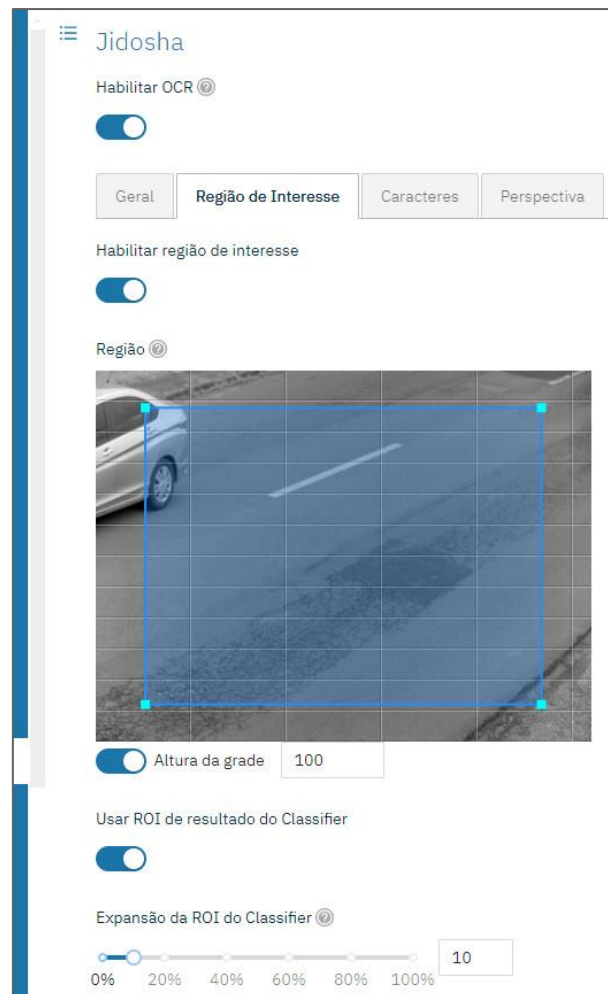 Jidosha
Habilitar OCR
Geral Região de Interesse Caracteres Perspectiva
Habilitar região de interesse
Região
Altura da grade 100
Usar ROI de resultado do Classifier
Expansão da ROI do Classifier
10
0% 20% 40% 60% 80% 100%